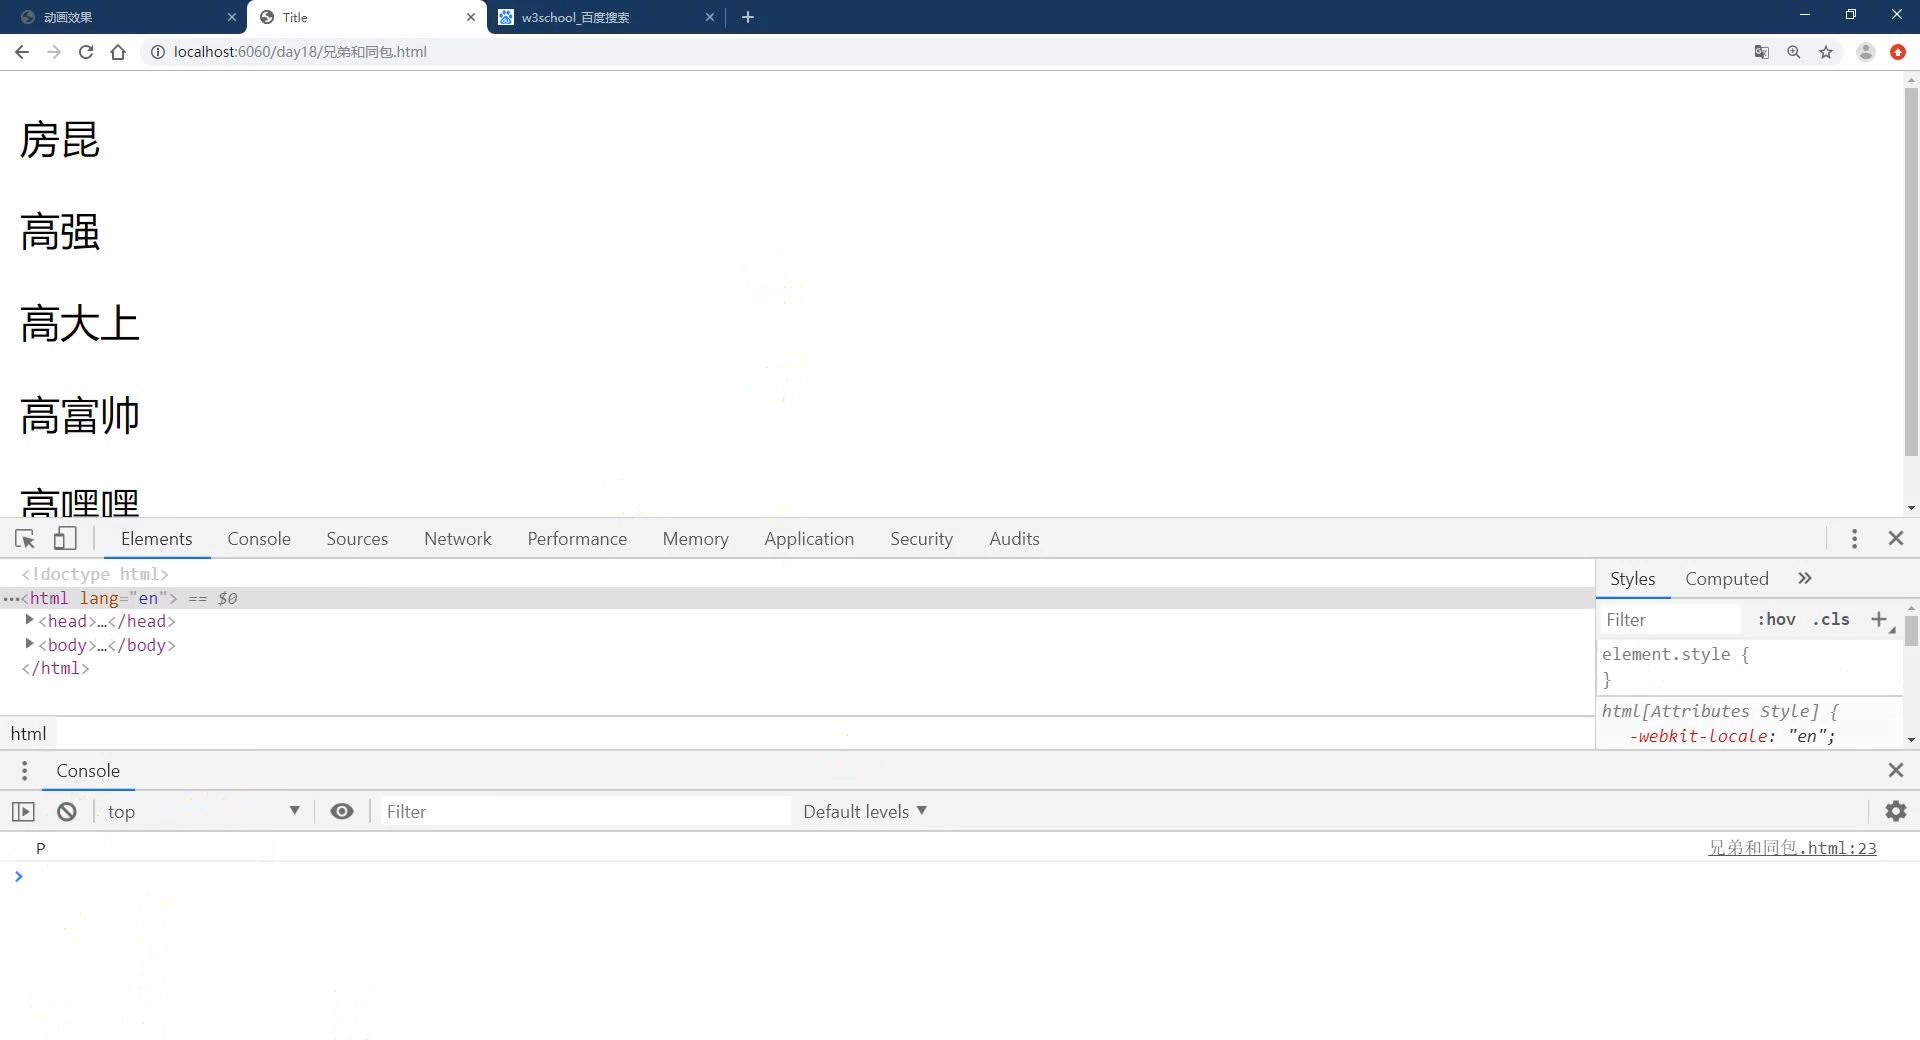 动画效果
Title
w3school_百度搜索
localhost:6060/day18/兄弟和同包.html
房昆
高强
高大上
高富帅
高嘿嘿
Elements Console Sources Network Performance Memory Application Security Audits
<!doctype html>
…<html lang="en"> == $0
<head>…</head>
<body>…</body>
</html>
html
Styles Computed »
Filter :hov .cls +
element.style {
}
html[Attributes Style] {
-webkit-locale: "en";
Console
top Filter Default levels
P 兄弟和同包.html:23